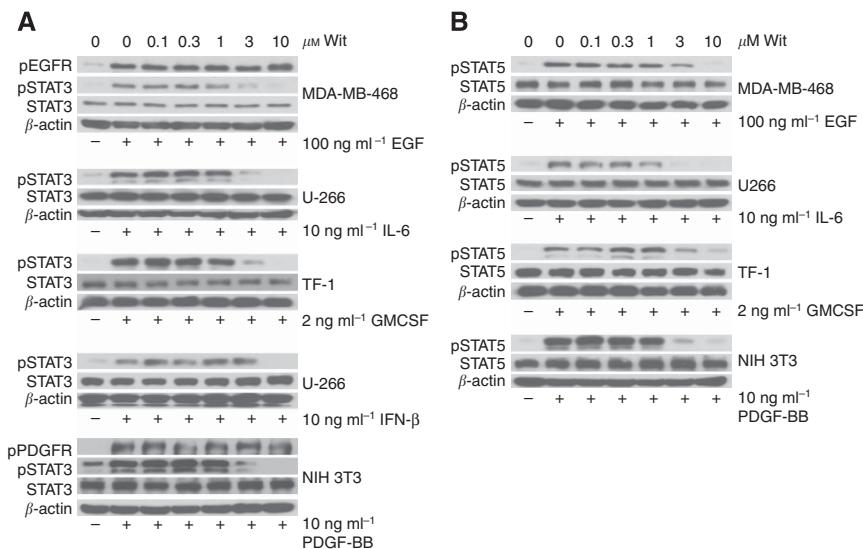 A
0 0 0.1 0.3 1 3 10 μM Wit
pEGFR
pSTAT3
STAT3
β-actin
MDA-MB-468
– + + + + + + 100 ng ml⁻¹ EGF
pSTAT3
STAT3
β-actin
U-266
– + + + + + + 10 ng ml⁻¹ IL-6
pSTAT3
STAT3
β-actin
TF-1
– + + + + + + 2 ng ml⁻¹ GMCSF
pSTAT3
STAT3
β-actin
U-266
– + + + + + + 10 ng ml⁻¹ IFN-β
pPDGFR
pSTAT3
STAT3
β-actin
NIH 3T3
– + + + + + + 10 ng ml⁻¹
PDGF-BB
B
0 0 0.1 0.3 1 3 10 μM Wit
pSTAT5
STAT5
β-actin
MDA-MB-468
– + + + + + + 100 ng ml⁻¹ EGF
pSTAT5
STAT5
β-actin
U266
– + + + + + + 10 ng ml⁻¹ IL-6
pSTAT5
STAT5
β-actin
TF-1
– + + + + + + 2 ng ml⁻¹ GMCSF
pSTAT5
STAT5
β-actin
NIH 3T3
– + + + + + + 10 ng ml⁻¹
PDGF-BB